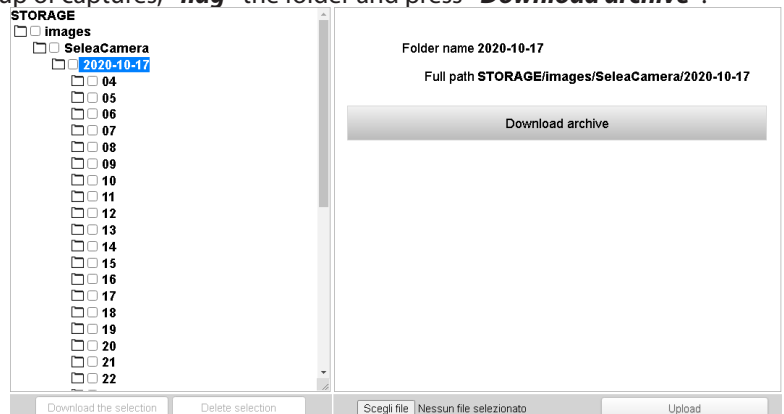 ap of captures, "flag" the folder and press "Download archive".
STORAGE
images
SeleaCamera
2020-10-17
04
05
06
07
08
09
10
11
12
13
14
15
16
17
18
19
20
21
22
Folder name 2020-10-17
Full path STORAGE/images/SeleaCamera/2020-10-17
Download archive
Download the selection
Delete selection
Scegli file Nessun file selezionato
Upload